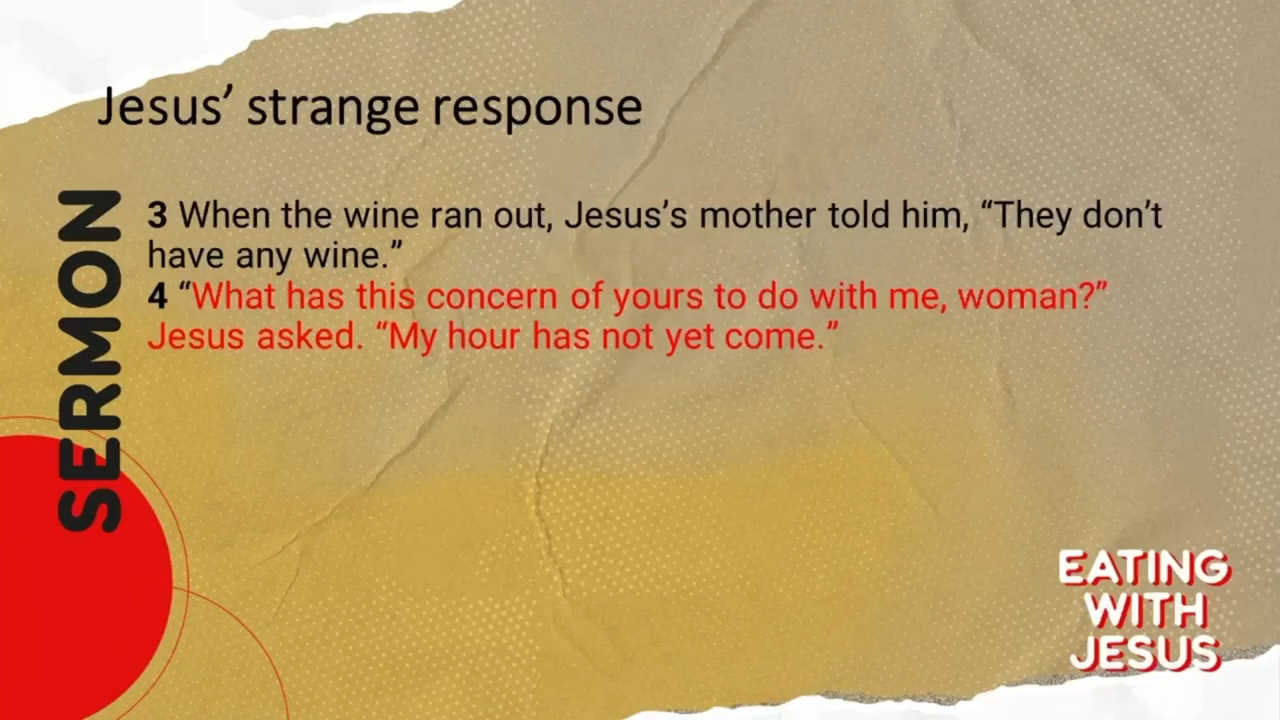 Jesus’ strange response
SERMON
3 When the wine ran out, Jesus’s mother told him, “They don’t
have any wine.”
4 “What has this concern of yours to do with me, woman?”
Jesus asked. “My hour has not yet come.”
EATING
WITH
JESUS